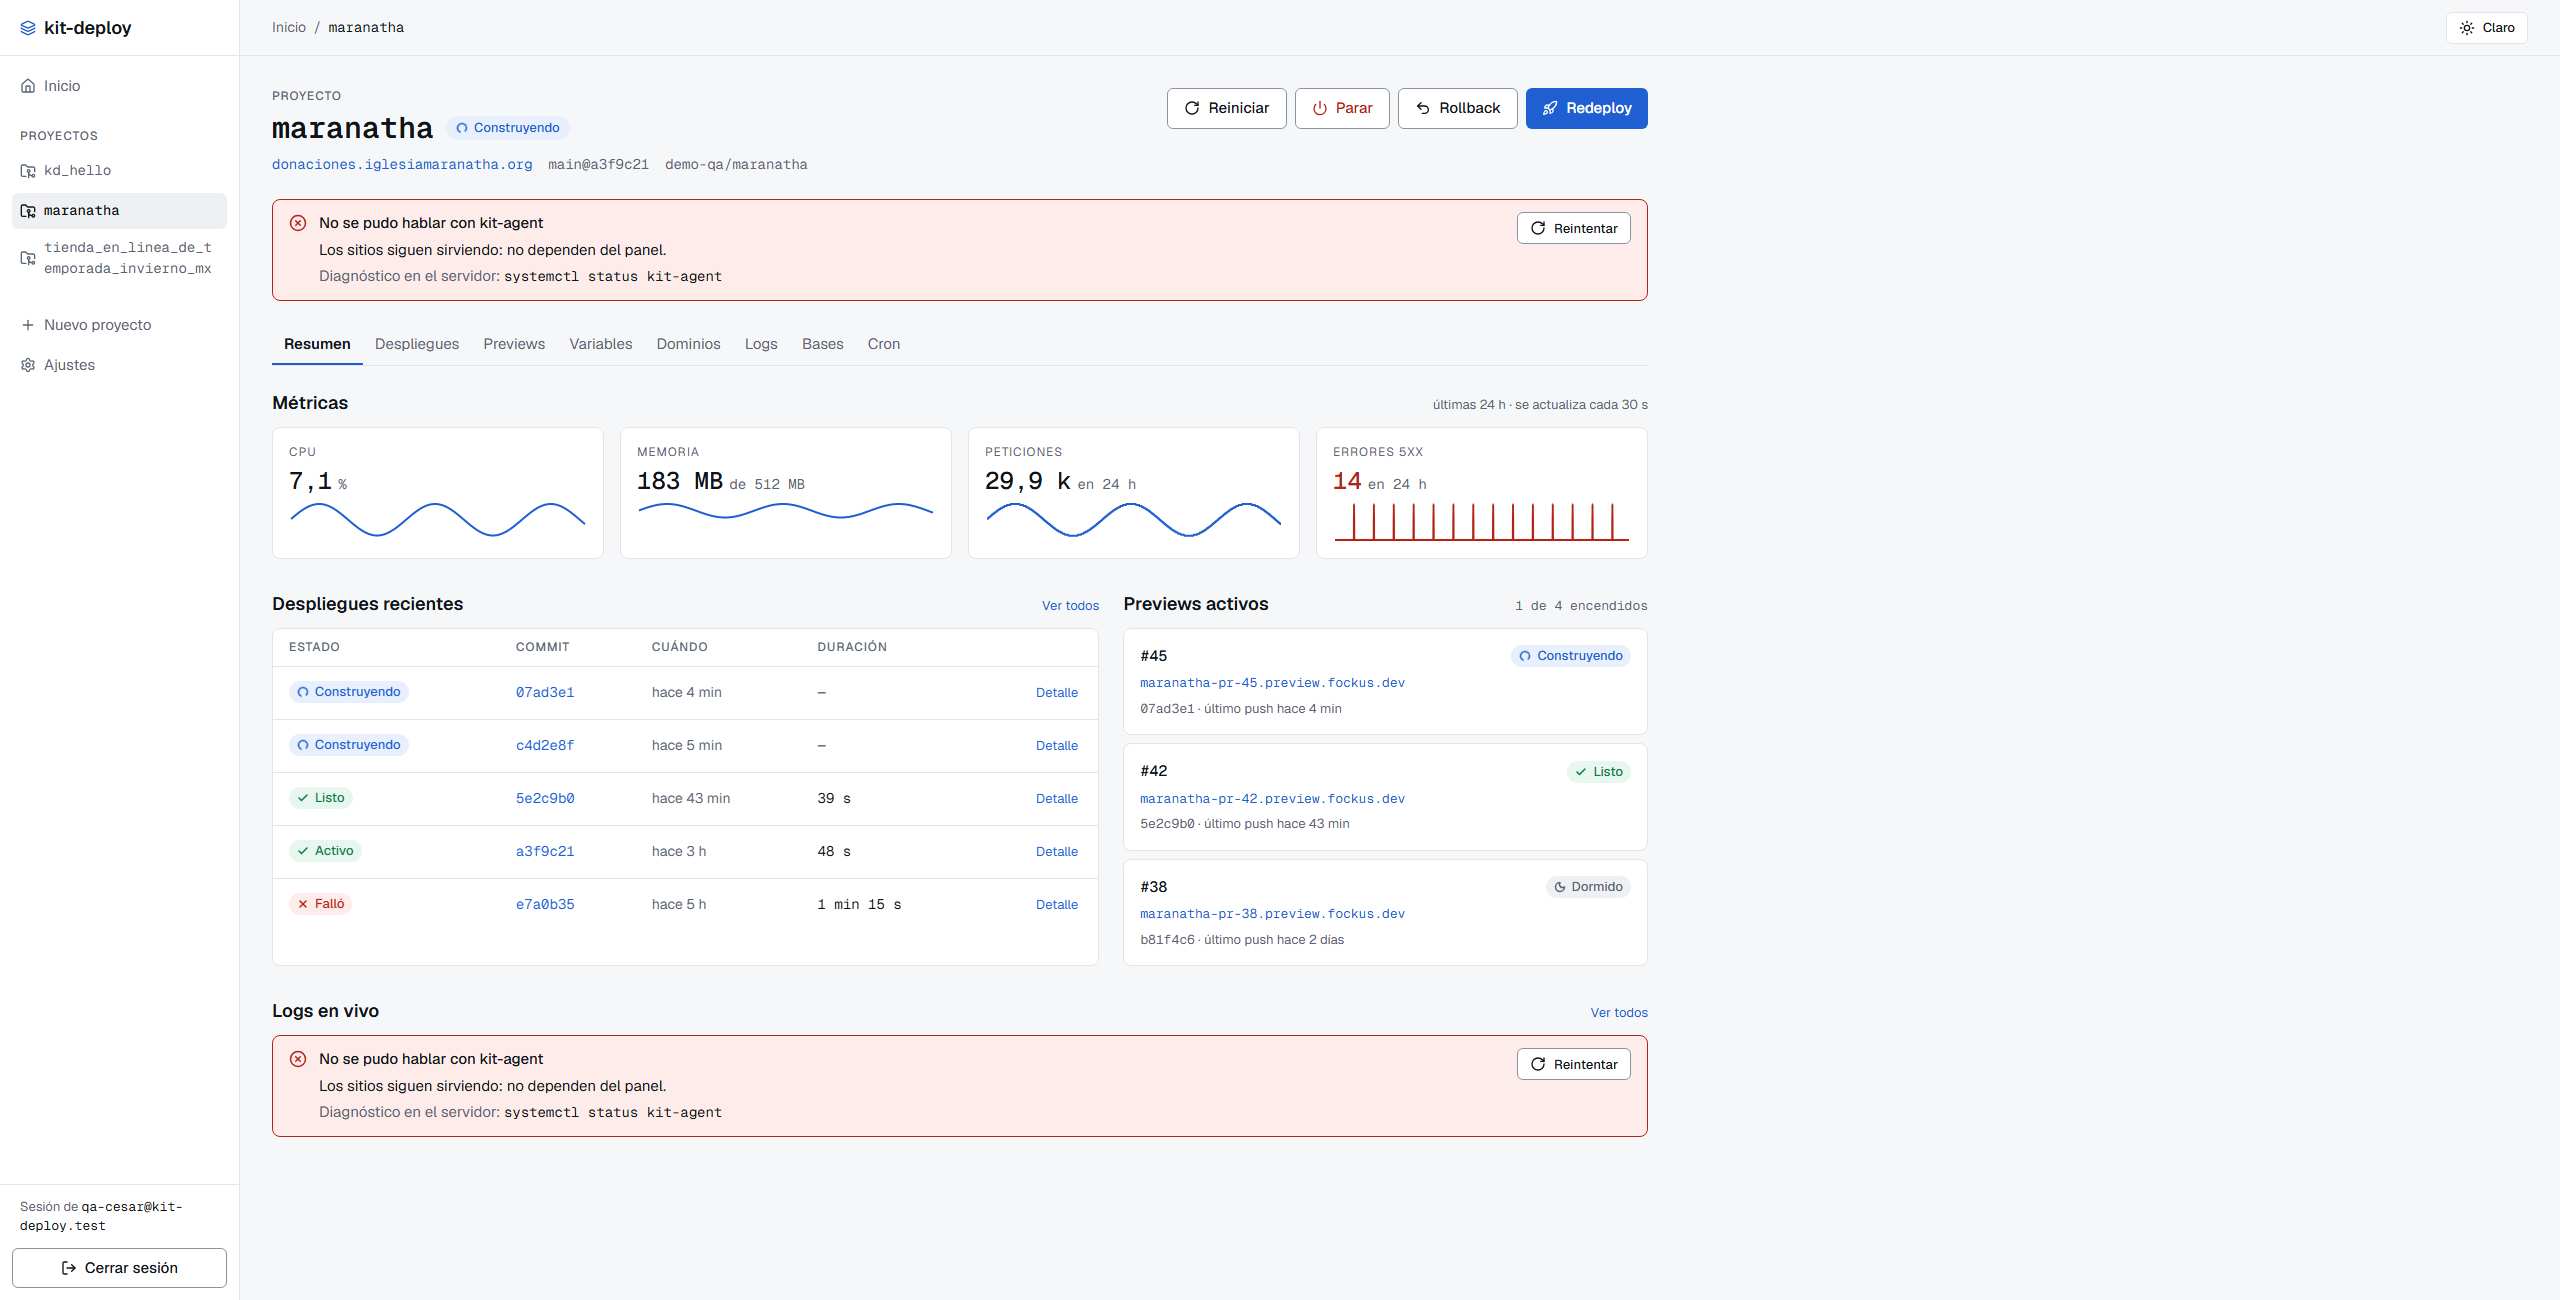 kit-deploy
Inicio
PROYECTOS
kd_hello
maranatha
tienda_en_linea_de_t
emporada_invierno_mx
Nuevo proyecto
Ajustes
Sesión de qa-cesar@kit-
deploy.test
Cerrar sesión
Inicio / maranatha
Claro
PROYECTO
maranatha Construyendo
donaciones.iglesiamaranatha.org main@a3f9c21 demo-qa/maranatha
Reiniciar Parar Rollback Redeploy
No se pudo hablar con kit-agent
Los sitios siguen sirviendo: no dependen del panel.
Diagnóstico en el servidor: systemctl status kit-agent
Reintentar
Resumen Despliegues Previews Variables Dominios Logs Bases Cron
Métricas
últimas 24 h · se actualiza cada 30 s
CPU
7,1 %
MEMORIA
183 MB de 512 MB
PETICIONES
29,9 k en 24 h
ERRORES 5XX
14 en 24 h
Despliegues recientes
Ver todos
ESTADO COMMIT CUÁNDO DURACIÓN
Construyendo 07ad3e1 hace 4 min — Detalle
Construyendo c4d2e8f hace 5 min — Detalle
Listo 5e2c9b0 hace 43 min 39 s Detalle
Activo a3f9c21 hace 3 h 48 s Detalle
Falló e7a0b35 hace 5 h 1 min 15 s Detalle
Previews activos
1 de 4 encendidos
#45 Construyendo
maranatha-pr-45.preview.fockus.dev
07ad3e1 · último push hace 4 min
#42 Listo
maranatha-pr-42.preview.fockus.dev
5e2c9b0 · último push hace 43 min
#38 Dormido
maranatha-pr-38.preview.fockus.dev
b81f4c6 · último push hace 2 días
Logs en vivo
Ver todos
No se pudo hablar con kit-agent
Los sitios siguen sirviendo: no dependen del panel.
Diagnóstico en el servidor: systemctl status kit-agent
Reintentar